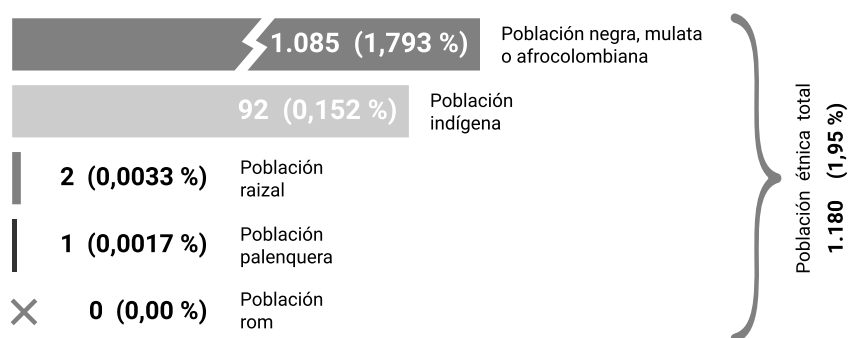 1.085 (1,793 %)
Población negra, mulata
o afrocolombiana
92 (0,152 %)
Población
indígena
2 (0,0033 %)
Población
raizal
1 (0,0017 %)
Población
palenquera
0 (0,00 %)
Población
rom
Población étnica total
1.180 (1,95 %)